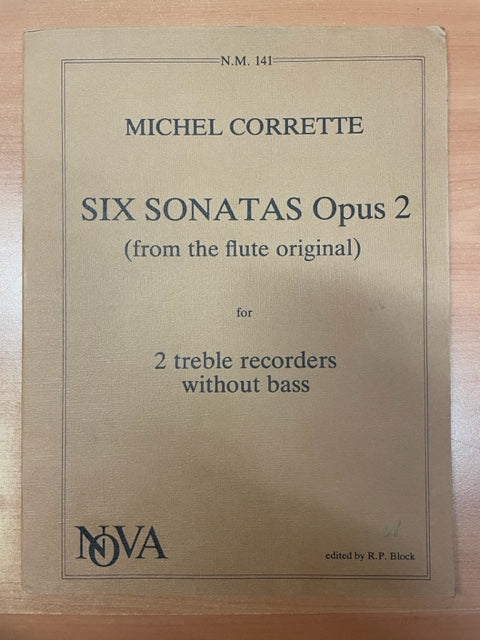 N.M. 141
MICHEL CORRETTE
SIX SONATAS Opus 2
(from the flute original)
for
2 treble recorders
without bass
NOVA
edited by R.P. Block